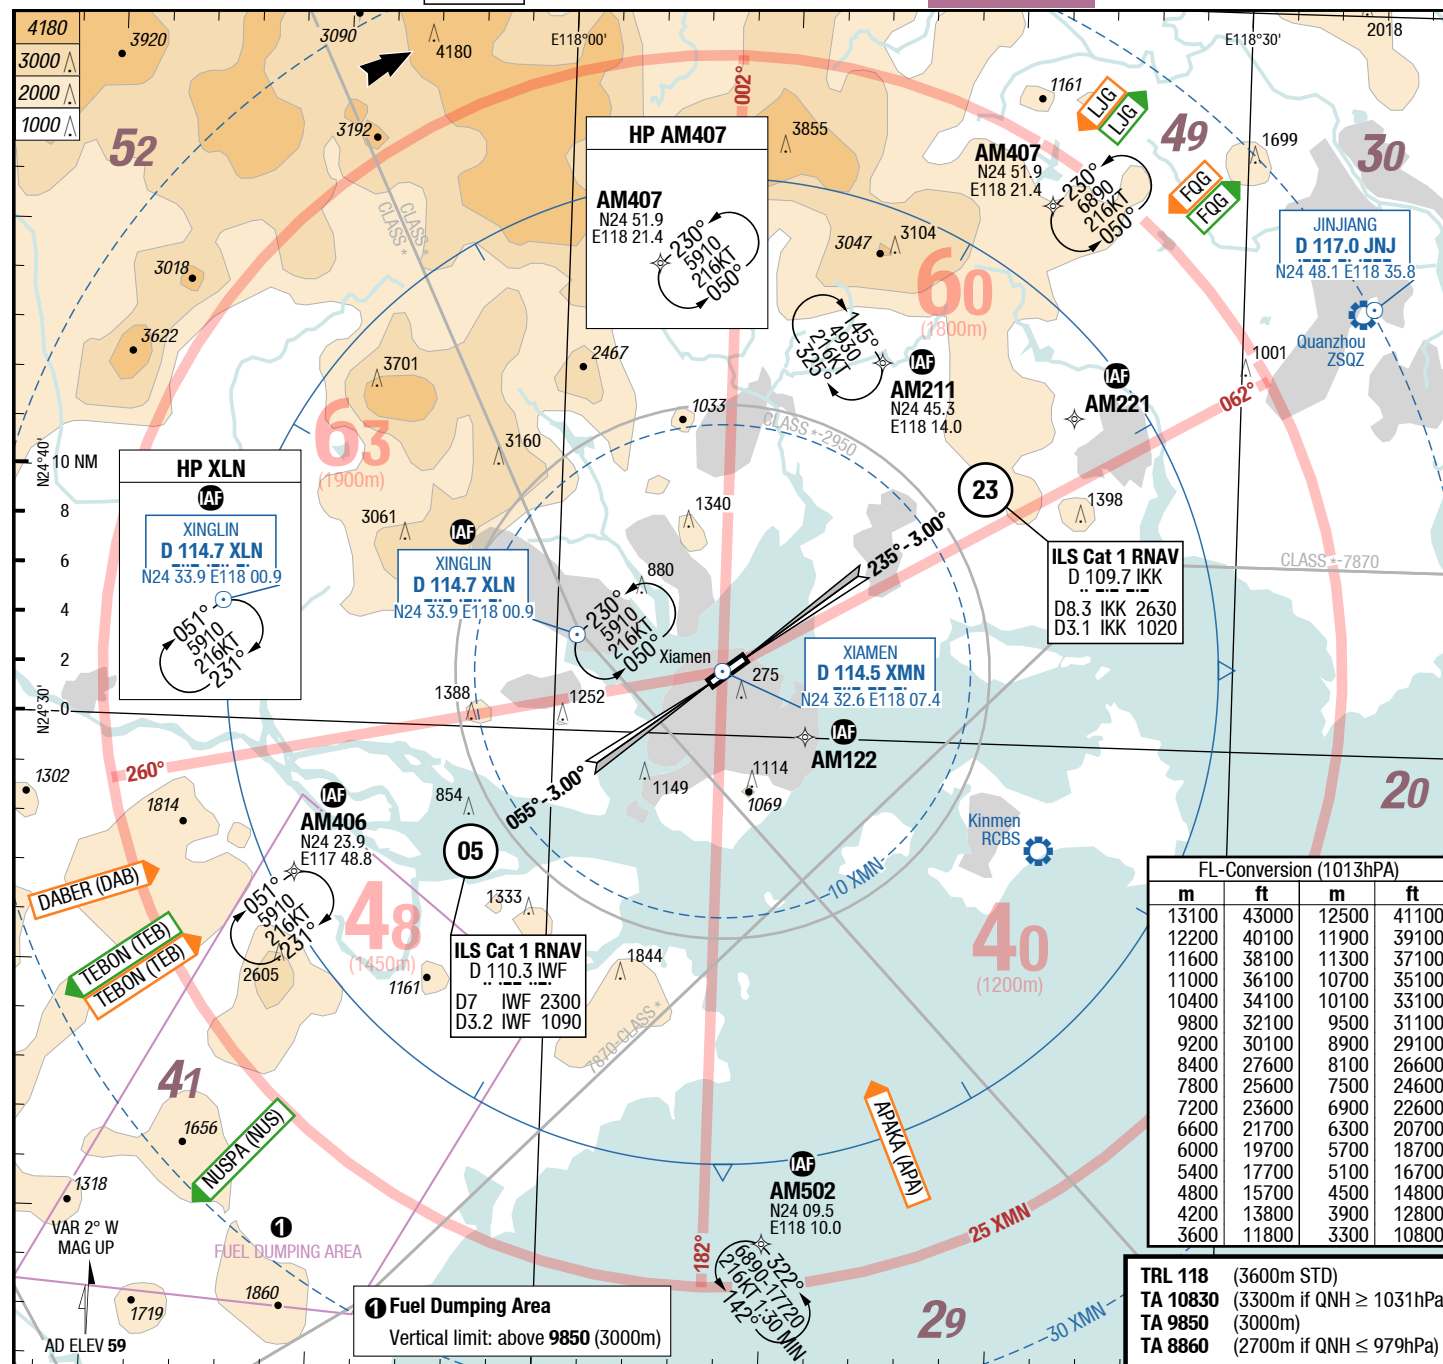 4180
3000
2000
1000
3920
3090
4180
E118°00'
E118°30'
2018
52
3192
CLASS *
CLASS *
002°
3855
1161
LJG
LJG
49
1699
30
HP AM407
AM407
N24 51.9
E118 21.4
230°
5910
216KT
050°
AM407
N24 51.9
E118 21.4
230°
6890
216KT
050°
FQG
FQG
JINJIANG
D 117.0 JNJ
N24 48.1 E118 35.8
Quanzhou
ZSQZ
3018
3622
3701
2467
3047
3104
60
(1800m)
145°
4930
216KT
325°
IAF
AM211
N24 45.3
E118 14.0
IAF
AM221
1001
062°
1033
CLASS *-2950
63
(1900m)
3160
3061
1340
N24°40'
10 NM
8
6
4
2
0
N24°30'
HP XLN
IAF
XINGLIN
D 114.7 XLN
N24 33.9 E118 00.9
051°
5910
216KT
231°
IAF
XINGLIN
D 114.7 XLN
N24 33.9 E118 00.9
230°
5910
216KT
050°
880
23
1398
235°-3.00°
ILS Cat 1 RNAV
D 109.7 IKK
D8.3 IKK 2630
D3.1 IKK 1020
CLASS *-7870
Xiamen
275
XIAMEN
D 114.5 XMN
N24 32.6 E118 07.4
1388
1252
IAF
AM122
1302
260°
1149
1114
1069
055°-3.00°
854
1814
IAF
AM406
N24 23.9
E117 48.8
05
Kinmen
RCBS
20
10 XMN
DABER (DAB)
TEBON (TEB)
TEBON (TEB)
051°
5910
216KT
231°
2605
48
(1450m)
1333
1161
ILS Cat 1 RNAV
D 110.3 IWF
D7 IWF 2300
D3.2 IWF 1090
1844
7870-CLASS *
40
(1200m)
FL-Conversion (1013hPA)
m ft m ft
13100 43000 12500 41100
12200 40100 11900 39100
11600 38100 11300 37100
11000 36100 10700 35100
10400 34100 10100 33100
9800 32100 9500 31100
9200 30100 8900 29100
8400 27600 8100 26600
7800 25600 7500 24600
7200 23600 6900 22600
6600 21700 6300 20700
6000 19700 5700 18700
5400 17700 5100 16700
4800 15700 4500 14800
4200 13800 3900 12800
3600 11800 3300 10800
41
1656
NUSPA (NUS)
1318
VAR 2° W
MAG UP
AD ELEV 59
1
FUEL DUMPING AREA
1719
1860
1 Fuel Dumping Area
Vertical limit: above 9850 (3000m)
APAKA (APA)
IAF
AM502
N24 09.5
E118 10.0
322°
6890-17720
216KT 1:30 MIN
142°
182°
25 XMN
29
30 XMN
TRL 118 (3600m STD)
TA 10830 (3300m if QNH ≥ 1031hPa
TA 9850 (3000m)
TA 8860 (2700m if QNH ≤ 979hPa)